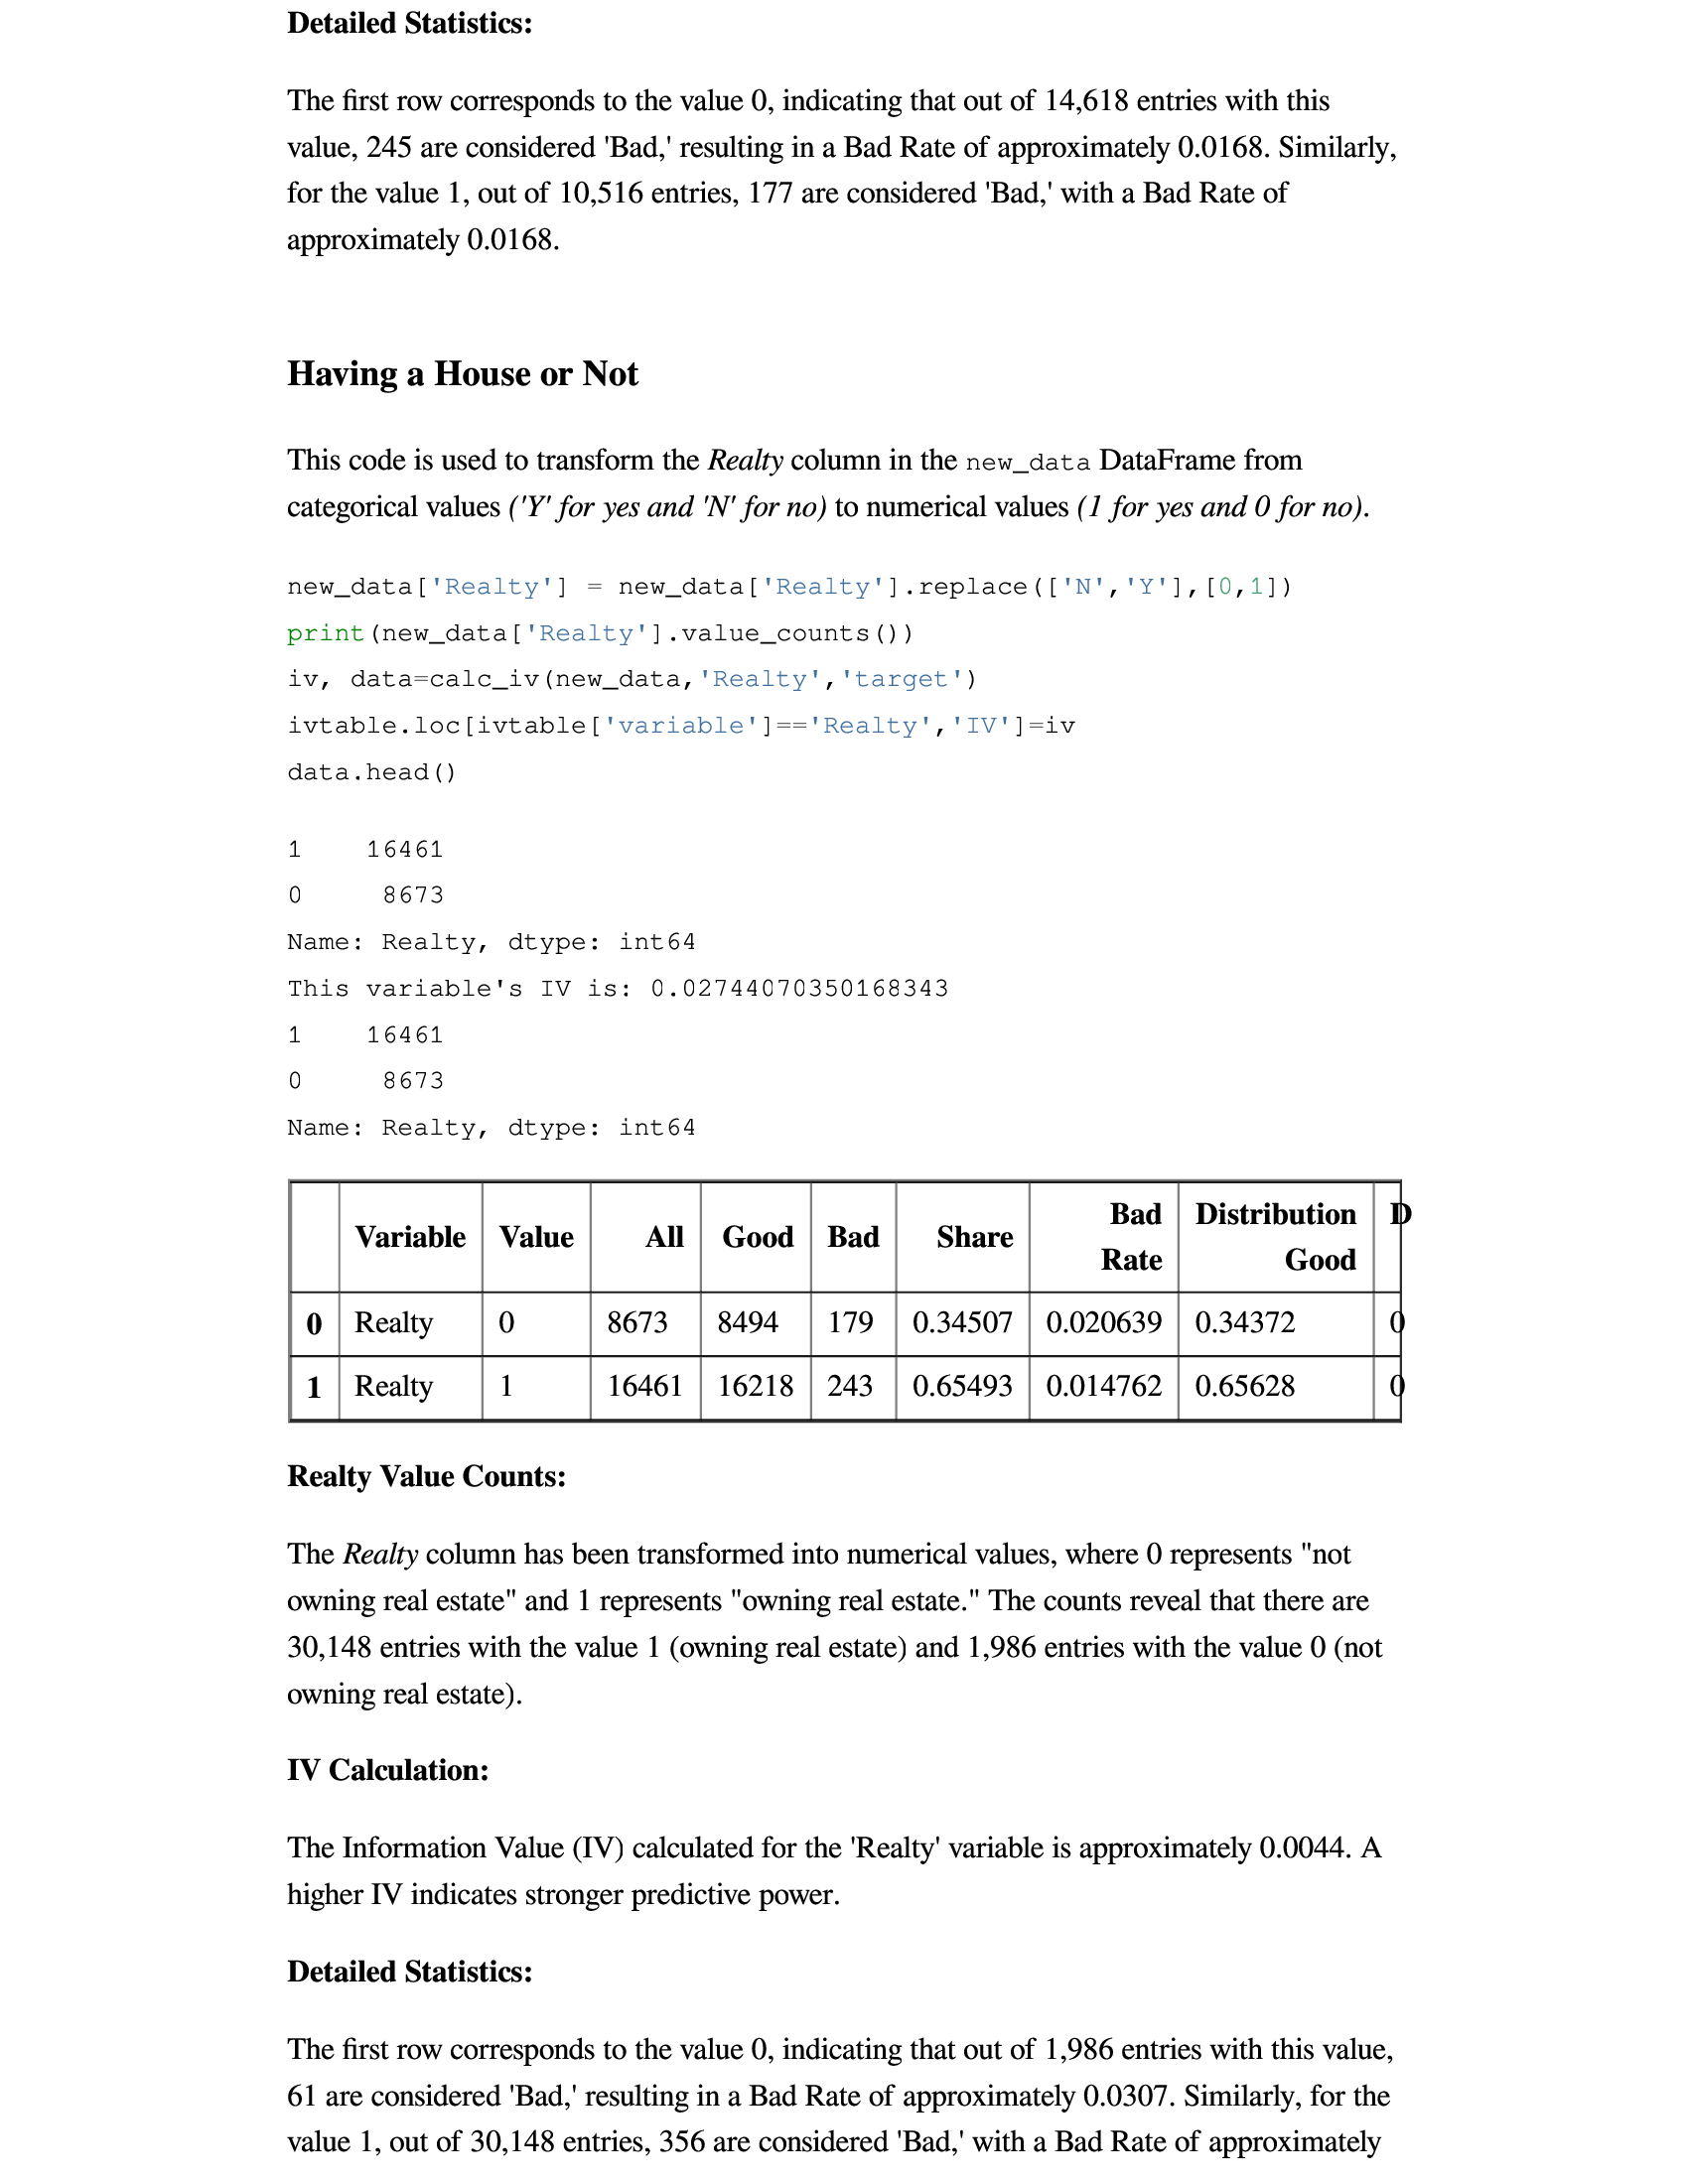 Detailed Statistics:
The first row corresponds to the value 0, indicating that out of 14,618 entries with this
value, 245 are considered 'Bad,' resulting in a Bad Rate of approximately 0.0168. Similarly,
for the value 1, out of 10,516 entries, 177 are considered 'Bad,' with a Bad Rate of
approximately 0.0168.
Having a House or Not
This code is used to transform the Realty column in the new_data DataFrame from
categorical values ('Y' for yes and 'N' for no) to numerical values (1 for yes and 0 for no).
new_data['Realty'] = new_data['Realty'].replace(['N','Y'],[0,1])
print(new_data['Realty'].value_counts())
iv, data=calc_iv(new_data,'Realty','target')
ivtable.loc[ivtable['variable']=='Realty','IV']=iv
data.head()
1    16461
0     8673
Name: Realty, dtype: int64
This variable's IV is: 0.02744070350168343
1    16461
0     8673
Name: Realty, dtype: int64
Variable Value All Good Bad Share Bad Rate Distribution Good D
0 Realty 0 8673 8494 179 0.34507 0.020639 0.34372 0
1 Realty 1 16461 16218 243 0.65493 0.014762 0.65628 0
Realty Value Counts:
The Realty column has been transformed into numerical values, where 0 represents "not
owning real estate" and 1 represents "owning real estate." The counts reveal that there are
30,148 entries with the value 1 (owning real estate) and 1,986 entries with the value 0 (not
owning real estate).
IV Calculation:
The Information Value (IV) calculated for the 'Realty' variable is approximately 0.0044. A
higher IV indicates stronger predictive power.
Detailed Statistics:
The first row corresponds to the value 0, indicating that out of 1,986 entries with this value,
61 are considered 'Bad,' resulting in a Bad Rate of approximately 0.0307. Similarly, for the
value 1, out of 30,148 entries, 356 are considered 'Bad,' with a Bad Rate of approximately